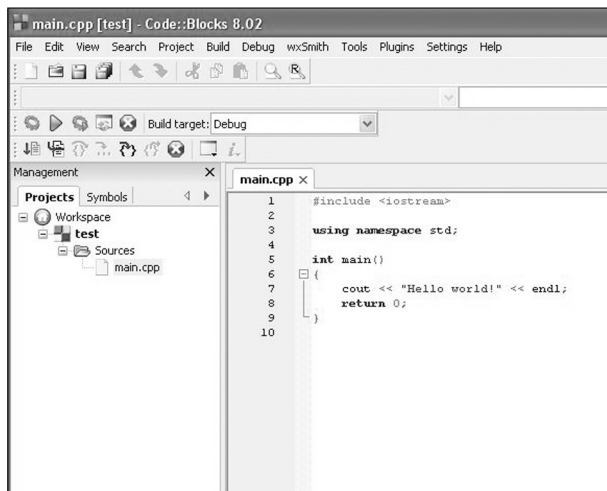 main.cpp [test] - Code::Blocks 8.02
File Edit View Search Project Build Debug wxSmith Tools Plugins Settings Help
Build target: Debug
Management
main.cpp
Projects Symbols
Workspace
test
Sources
main.cpp
1 #include <iostream>
2
3 using namespace std;
4
5 int main()
6 {
7 cout << "Hello world!" << endl;
8 return 0;
9 }
10